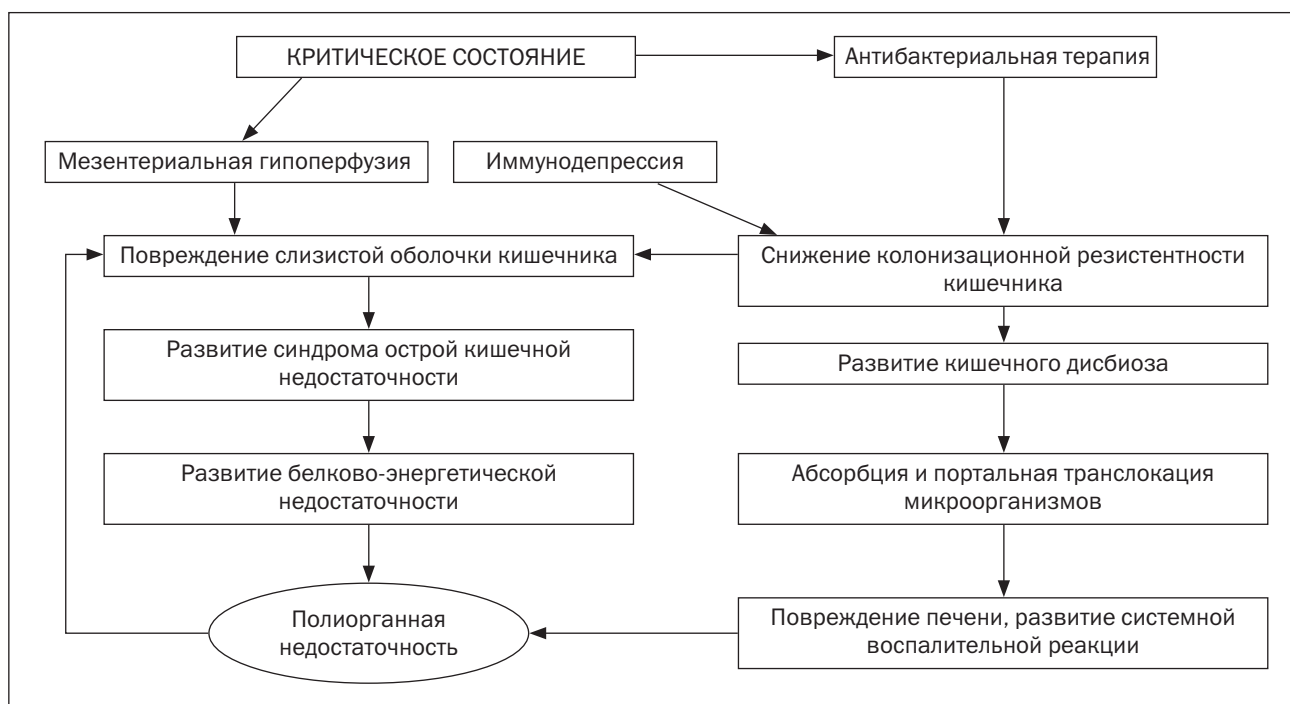 КРИТИЧЕСКОЕ СОСТОЯНИЕ
Антибактериальная терапия
Мезентериальная гипоперфузия
Иммунодепрессия
Повреждение слизистой оболочки кишечника
Снижение колонизационной резистентности
кишечника
Развитие синдрома острой кишечной
недостаточности
Развитие кишечного дисбиоза
Развитие белково-энергетической
недостаточности
Абсорбция и портальная транслокация
микроорганизмов
Полиорганная
недостаточность
Повреждение печени, развитие системной
воспалительной реакции